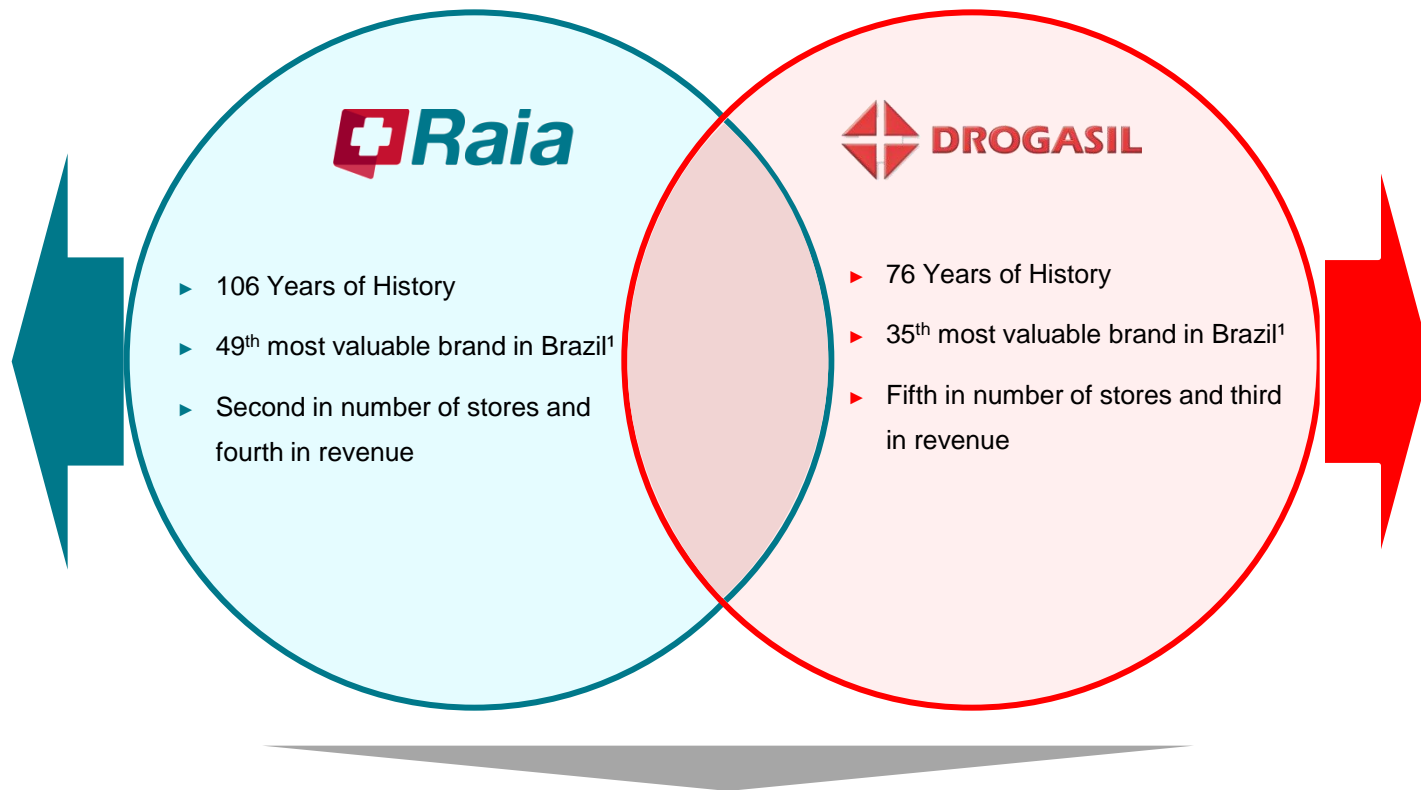 Raia
► 106 Years of History
► 49th most valuable brand in Brazil¹
► Second in number of stores and
fourth in revenue
DROGASIL
► 76 Years of History
► 35th most valuable brand in Brazil¹
► Fifth in number of stores and third
in revenue